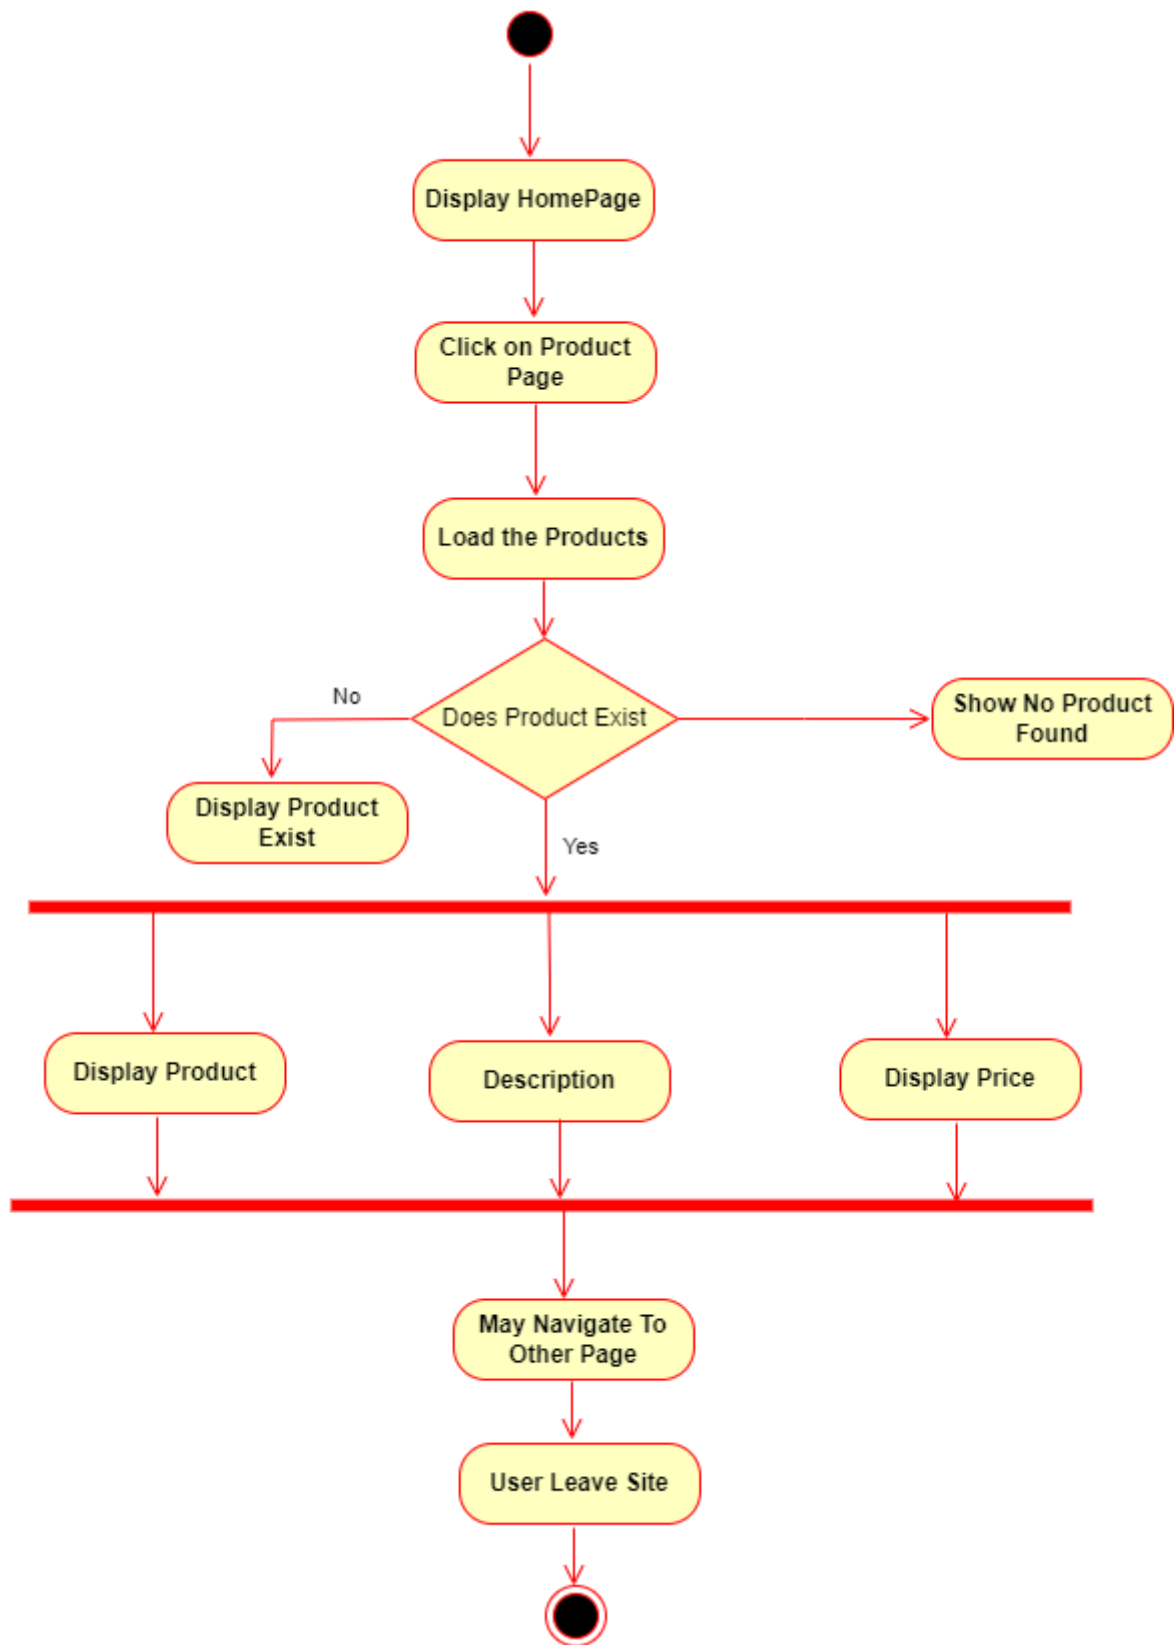 Display HomePage
Click on Product
Page
Load the Products
No
Does Product Exist
Show No Product
Found
Display Product
Exist
Yes
Display Product
Description
Display Price
May Navigate To
Other Page
User Leave Site